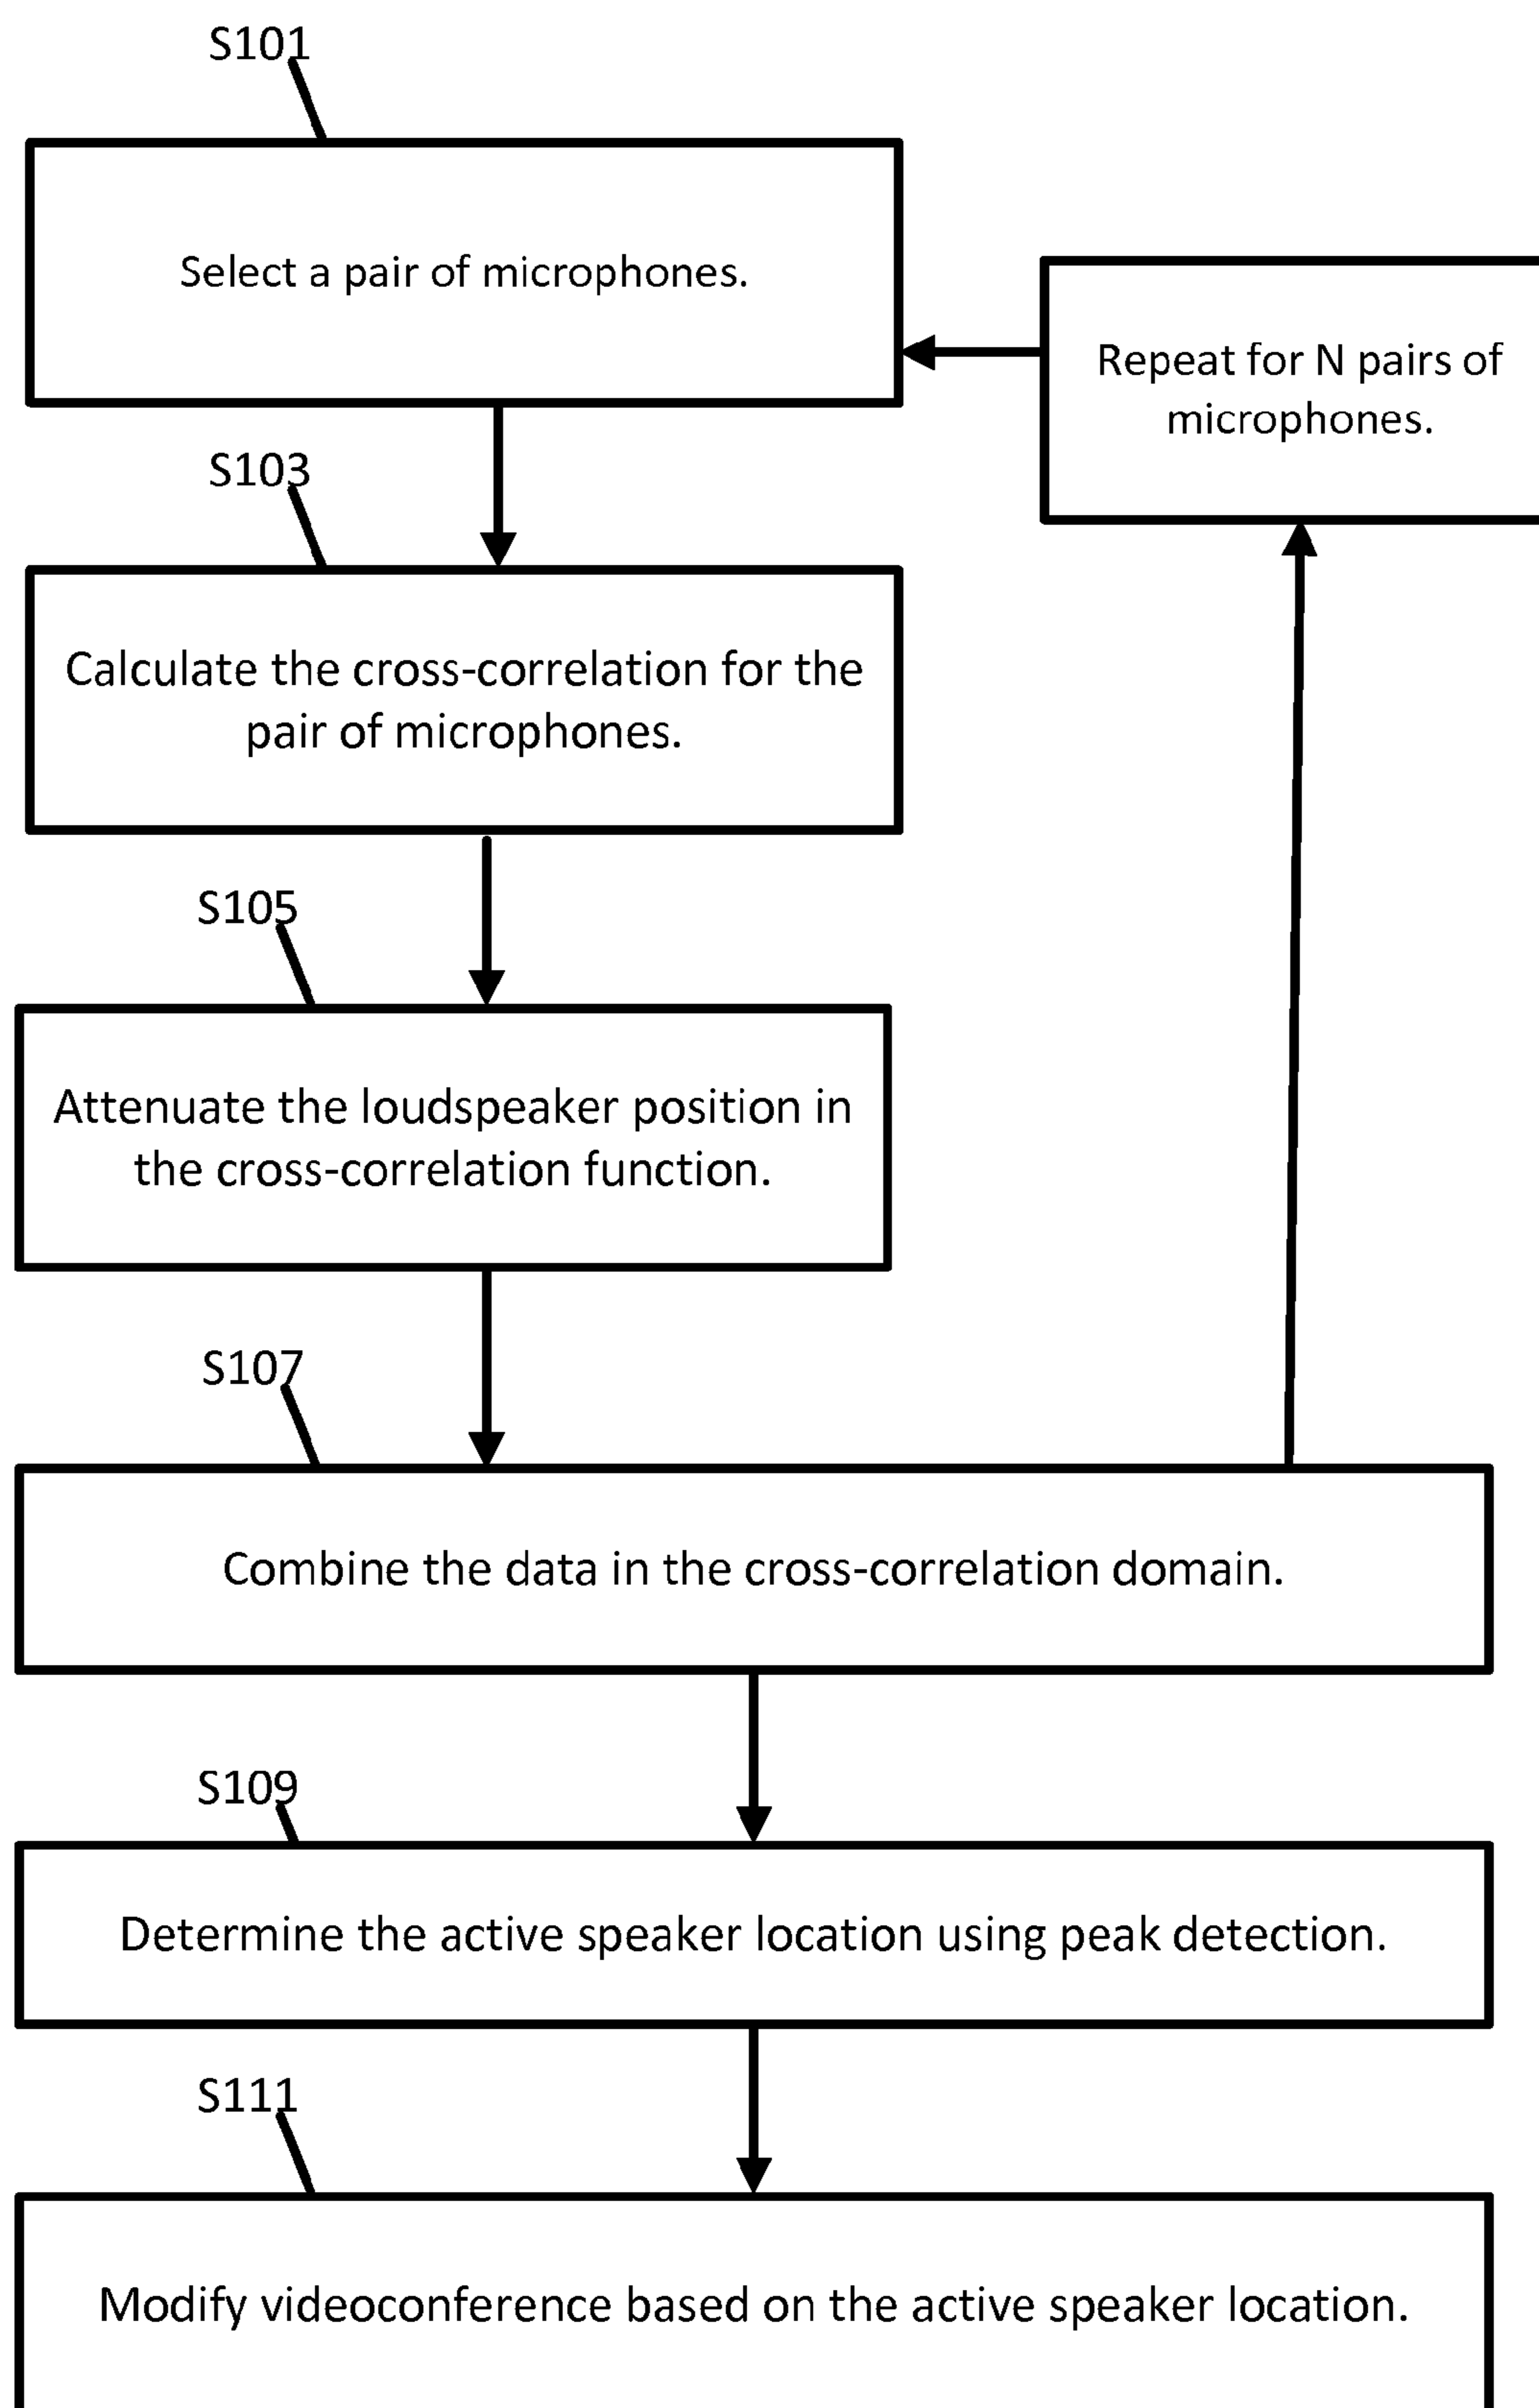 S101
Select a pair of microphones.
Repeat for N pairs of
microphones.
S103
Calculate the cross-correlation for the
pair of microphones.
S105
Attenuate the loudspeaker position in
the cross-correlation function.
S107
Combine the data in the cross-correlation domain.
S109
Determine the active speaker location using peak detection.
S111
Modify videoconference based on the active speaker location.